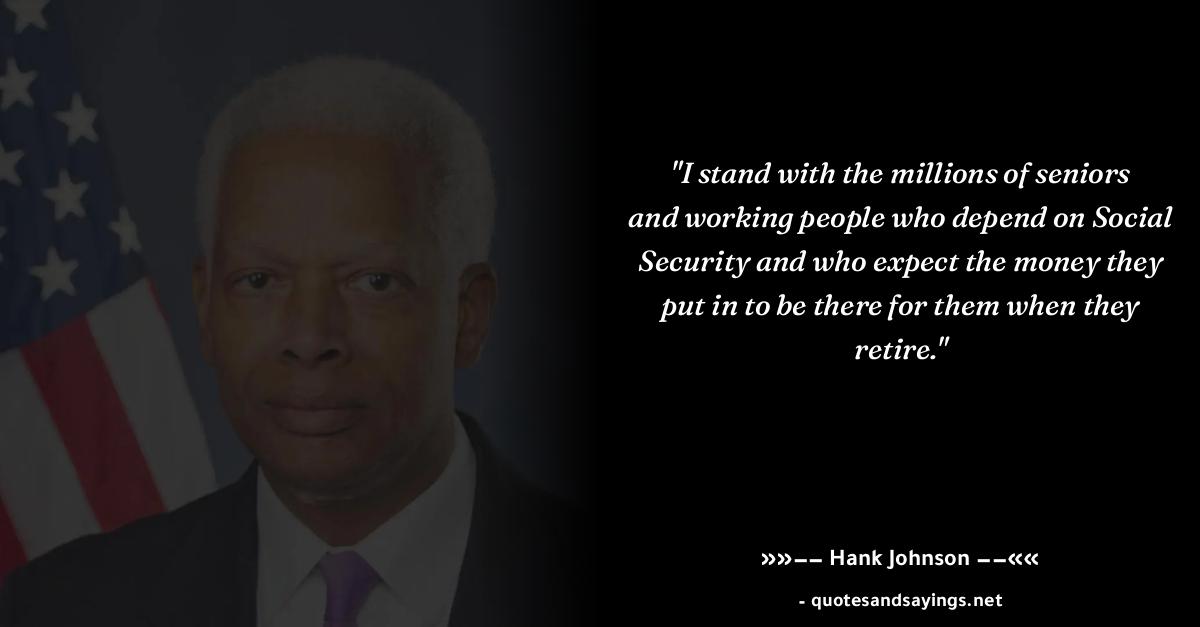 "I stand with the millions of seniors
and working people who depend on Social
Security and who expect the money they
put in to be there for them when they
retire."
»»−− Hank Johnson −−««
- quotesandsayings.net